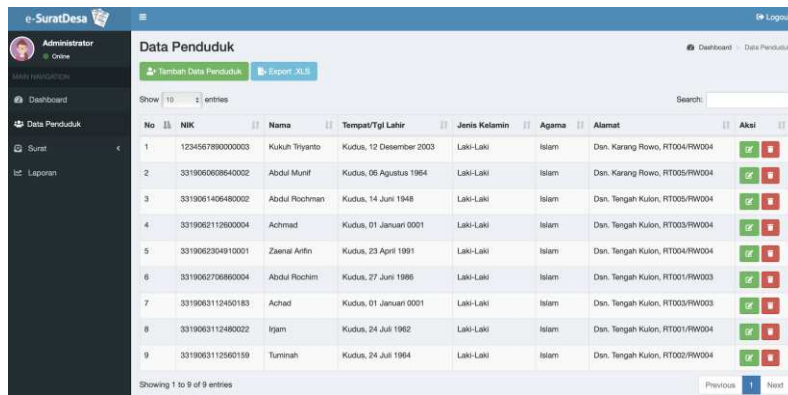 e-SuratDesa
Logou
Administrator
Online
MAIN NAVIGATION
Dashboard
Data Penduduk
Surat
Laporan
Data Penduduk
Dashboard > Data Penduduk
Tambah Data Penduduk Export .XLS
Show 10 entries Search:
No NIK Nama Tempat/Tgl Lahir Jenis Kelamin Agama Alamat Aksi
1 1234567890000003 Kukuh Triyanto Kudus, 12 Desember 2003 Laki-Laki Islam Dsn. Karang Rowo, RT004/RW004
2 3319060608640002 Abdul Munif Kudus, 06 Agustus 1964 Laki-Laki Islam Dsn. Karang Rowo, RT005/RW004
3 3319061406480002 Abdul Rochman Kudus, 14 Juni 1948 Laki-Laki Islam Dsn. Tengah Kulon, RT005/RW004
4 3319062112600004 Achmad Kudus, 01 Januari 0001 Laki-Laki Islam Dsn. Tengah Kulon, RT003/RW004
5 3319062304910001 Zaenal Arifin Kudus, 23 April 1991 Laki-Laki Islam Dsn. Tengah Kulon, RT004/RW004
6 3319062706860004 Abdul Rochim Kudus, 27 Juni 1986 Laki-Laki Islam Dsn. Tengah Kulon, RT001/RW003
7 3319063112450183 Achad Kudus, 01 Januari 0001 Laki-Laki Islam Dsn. Tengah Kulon, RT003/RW003
8 3319063112480022 Irjam Kudus, 24 Juli 1962 Laki-Laki Islam Dsn. Tengah Kulon, RT001/RW004
9 3319063112560159 Tuminah Kudus, 24 Juli 1964 Laki-Laki Islam Dsn. Tengah Kulon, RT002/RW004
Showing 1 to 9 of 9 entries Previous 1 Next